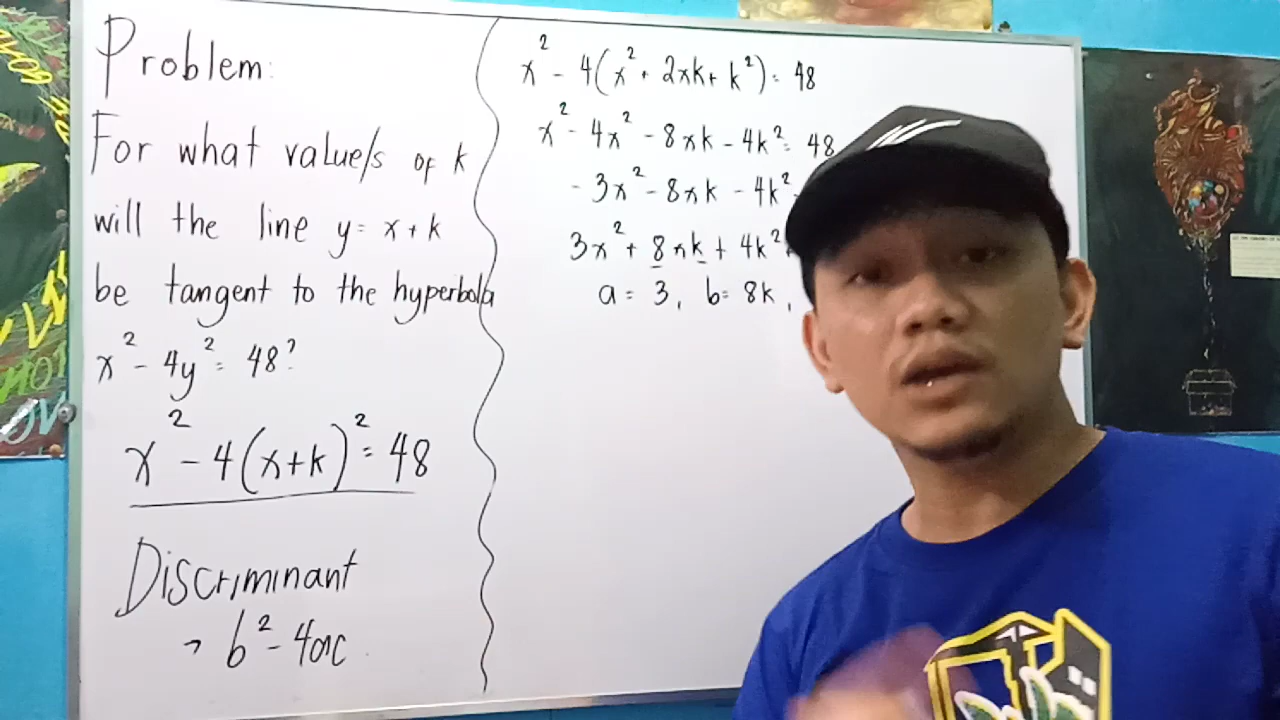 Problem:
For what value/s of k
will the line y = x + k
be tangent to the hyperbola
x² - 4y² = 48?
x² - 4(x+k)² = 48
Discriminant
→ b² - 4ac
x² - 4(x² + 2xk + k²) = 48
x² - 4x² - 8xk - 4k² = 48
- 3x² - 8xk - 4k²
3x² + 8xk + 4k²
a = 3, b = 8k,